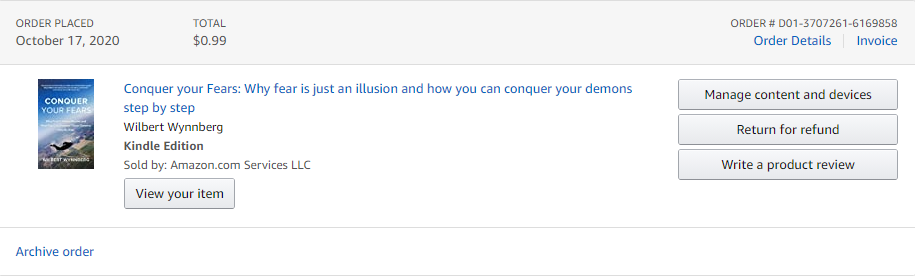 ORDER PLACED
October 17, 2020
TOTAL
$0.99
ORDER # D01-3707261-6169858
Order Details
Invoice
CONQUER
YOUR FEARS
WILBERT WYNNBERG
Conquer your Fears: Why fear is just an illusion and how you can conquer your demons
step by step
Wilbert Wynnberg
Kindle Edition
Sold by: Amazon.com Services LLC
View your item
Manage content and devices
Return for refund
Write a product review
Archive order